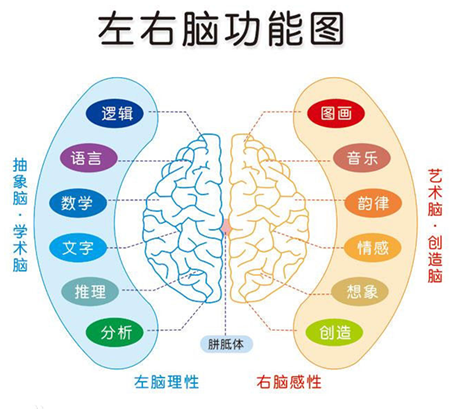 左右脑功能图
逻辑
语言
数学
文字
推理
分析
抽象脑·学术脑
图画
音乐
韵律
情感
想象
创造
艺术脑·创造脑
胼胝体
左脑理性
右脑感性